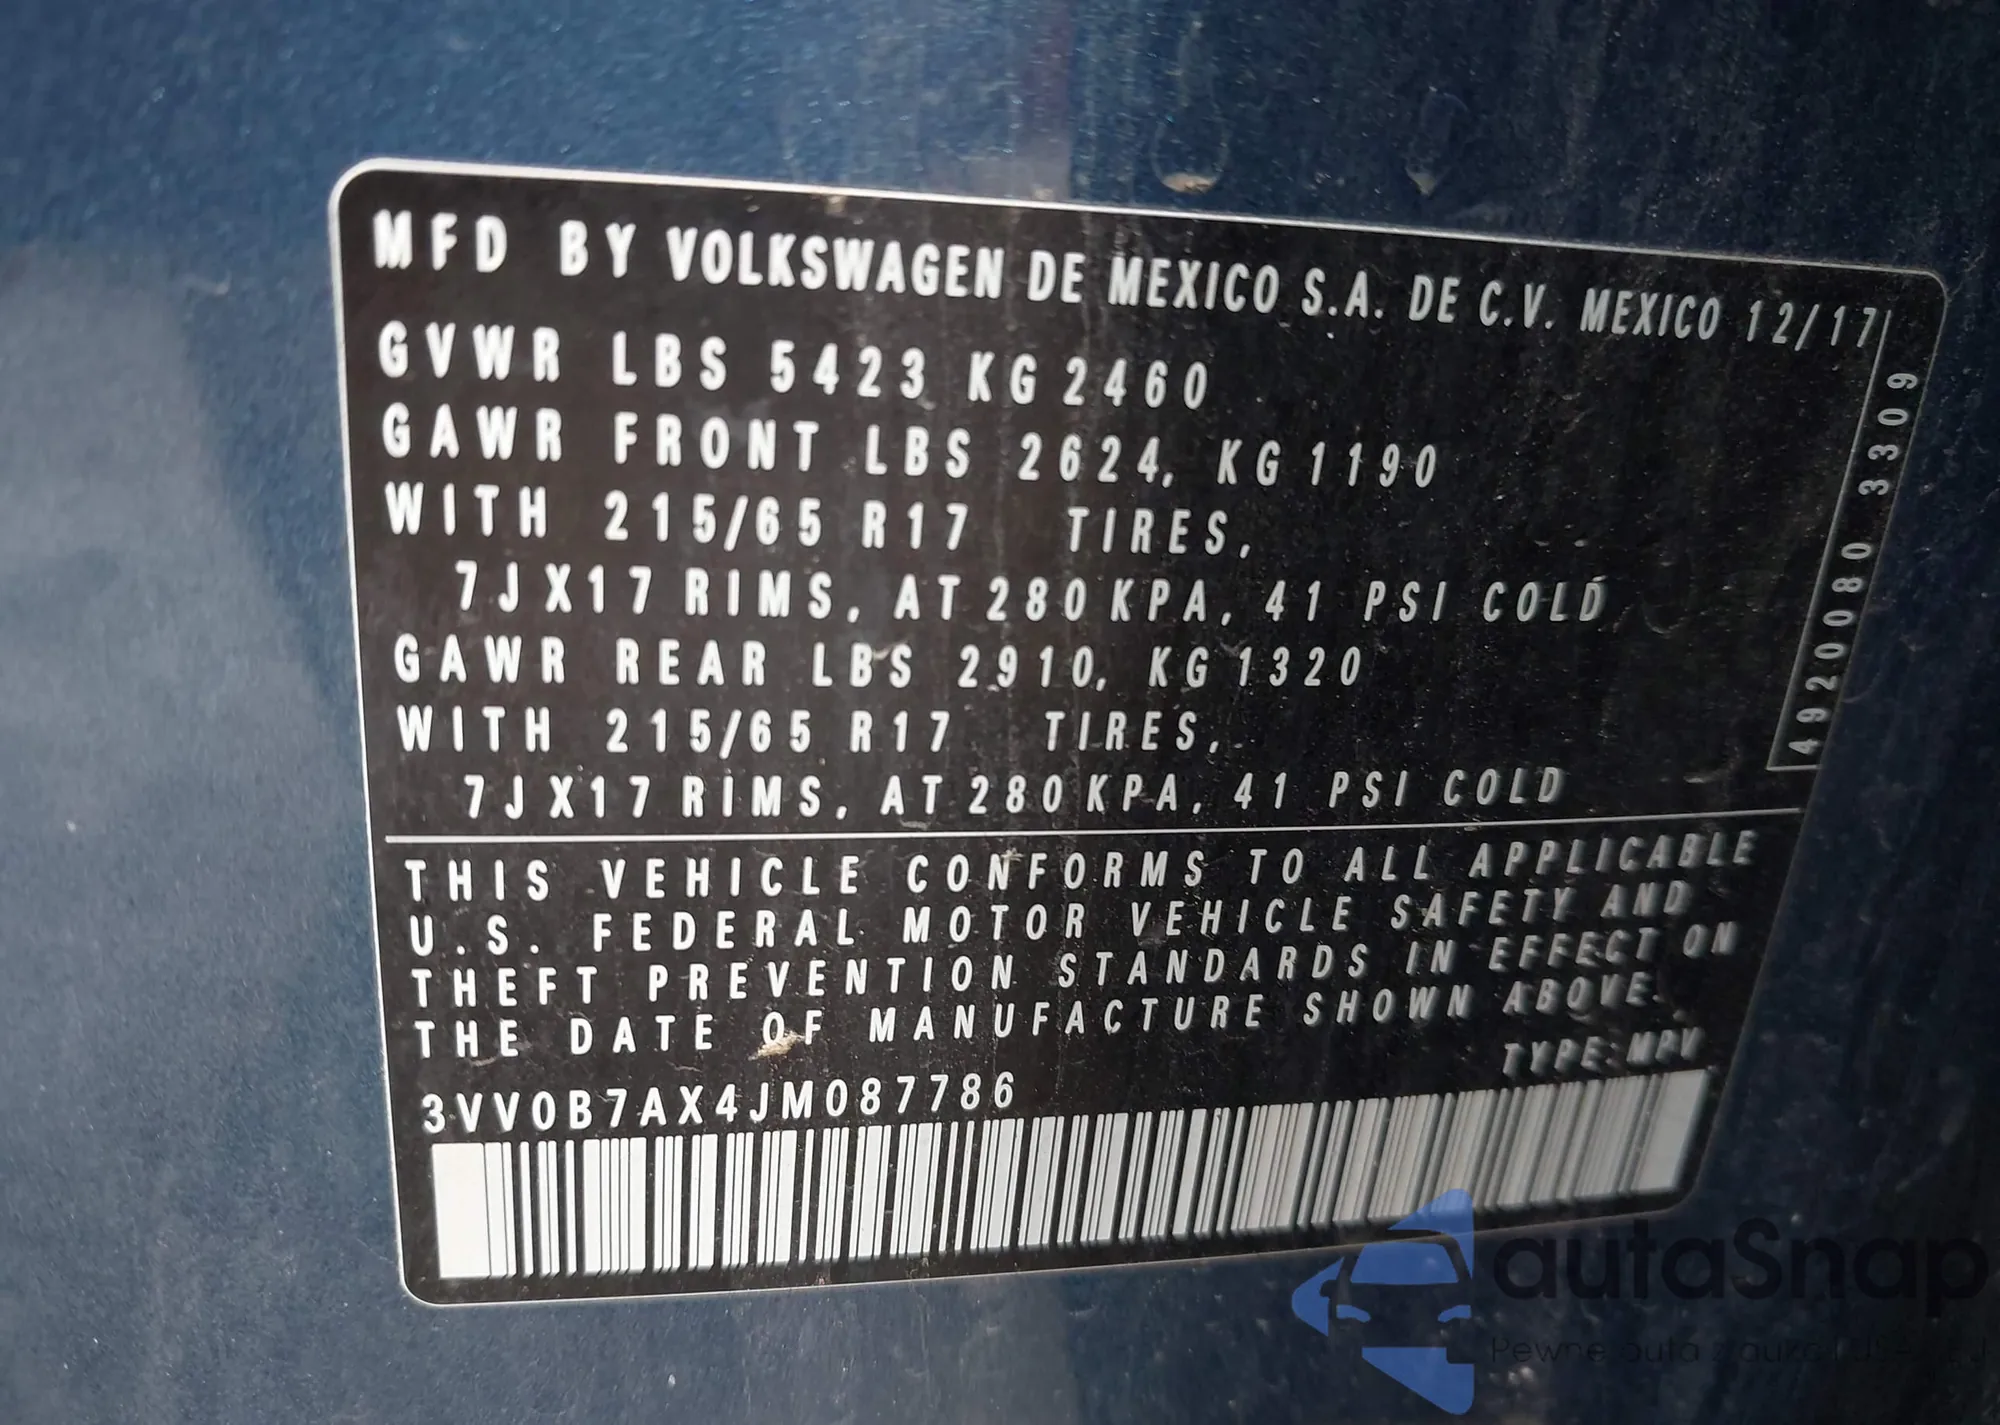 MFD BY VOLKSWAGEN DE MEXICO S.A. DE C.V. MEXICO 12/17
GVWR LBS 5423 KG 2460
GAWR FRONT LBS 2624, KG 1190
WITH 215/65 R17 TIRES,
7JX17 RIMS, AT 280 KPA, 41 PSI COLD
GAWR REAR LBS 2910, KG 1320
WITH 215/65 R17 TIRES,
7JX17 RIMS, AT 280 KPA, 41 PSI COLD
4920080 3309
THIS VEHICLE CONFORMS TO ALL APPLICABLE
U.S. FEDERAL MOTOR VEHICLE SAFETY AND
THEFT PREVENTION STANDARDS IN EFFECT ON
THE DATE OF MANUFACTURE SHOWN ABOVE.
TYPE: MPV
3VV0B7AX4JM087786
autaSnap
Pewne auta z